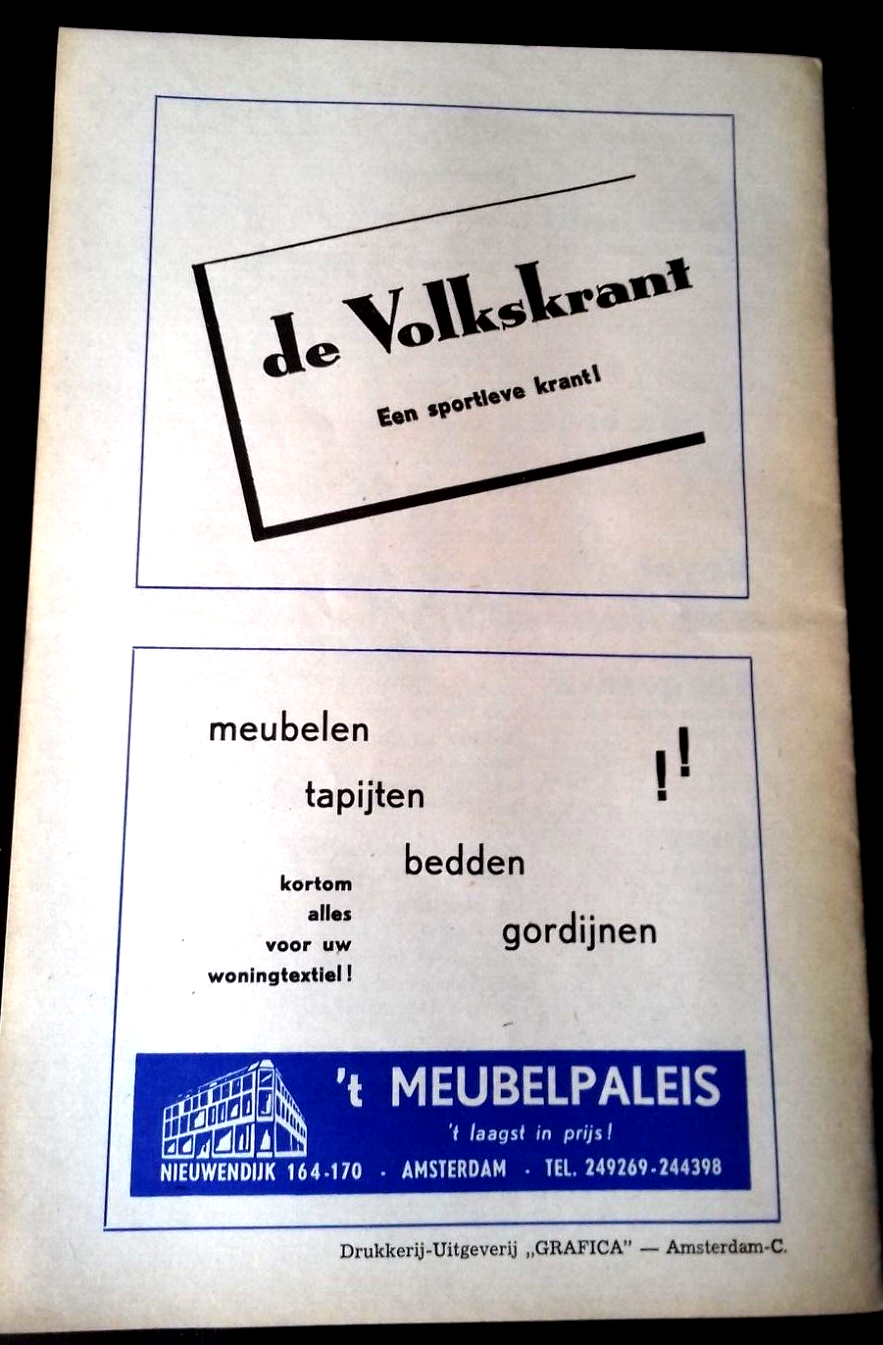 de Volkskrant
Een sportieve krant!
meubelen
tapijten
!!
bedden
gordijnen
kortom
alles
voor uw
woningtextiel!
't MEUBELPALEIS
't laagst in prijs!
NIEUWENDIJK 164-170 - AMSTERDAM - TEL. 249269-244398
Drukkerij-Uitgeverij „GRAFICA” — Amsterdam-C.